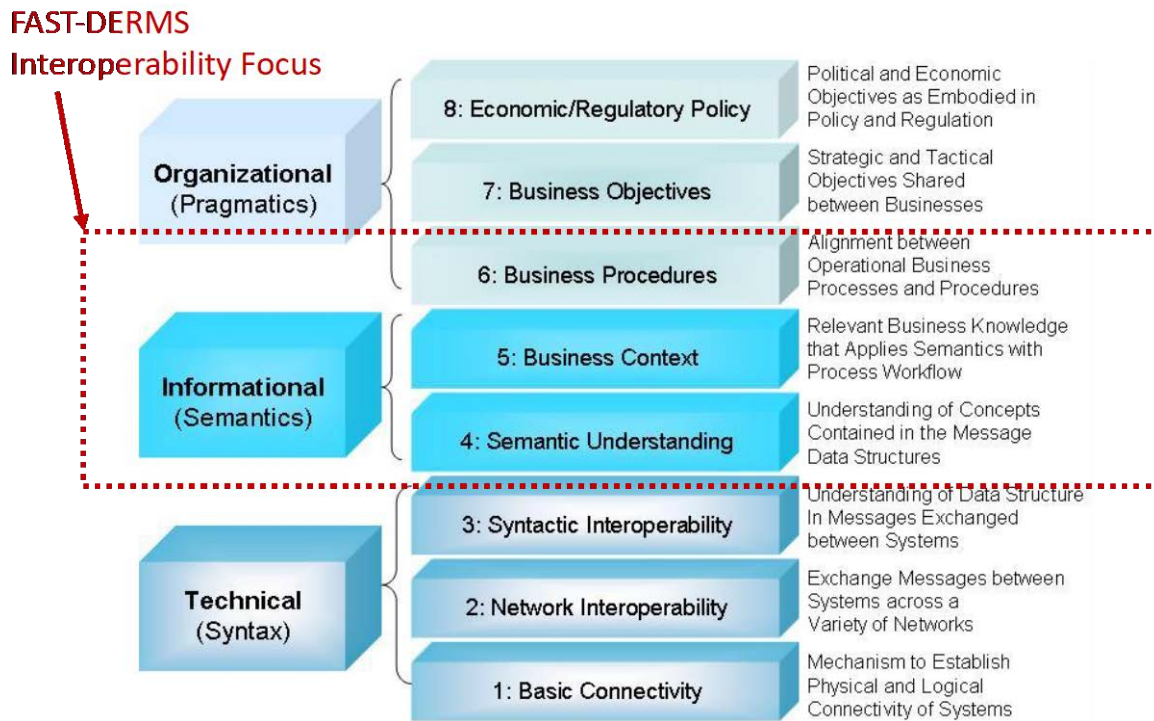 FAST-DERMS
Interoperability Focus
Organizational
(Pragmatics)
8: Economic/Regulatory Policy
Political and Economic
Objectives as Embodied in
Policy and Regulation
7: Business Objectives
Strategic and Tactical
Objectives Shared
between Businesses
6: Business Procedures
Alignment between
Operational Business
Processes and Procedures
Informational
(Semantics)
5: Business Context
Relevant Business Knowledge
that Applies Semantics with
Process Workflow
4: Semantic Understanding
Understanding of Concepts
Contained in the Message
Data Structures
Technical
(Syntax)
3: Syntactic Interoperability
Understanding of Data Structure
In Messages Exchanged
between Systems
2: Network Interoperability
Exchange Messages between
Systems across a
Variety of Networks
1: Basic Connectivity
Mechanism to Establish
Physical and Logical
Connectivity of Systems